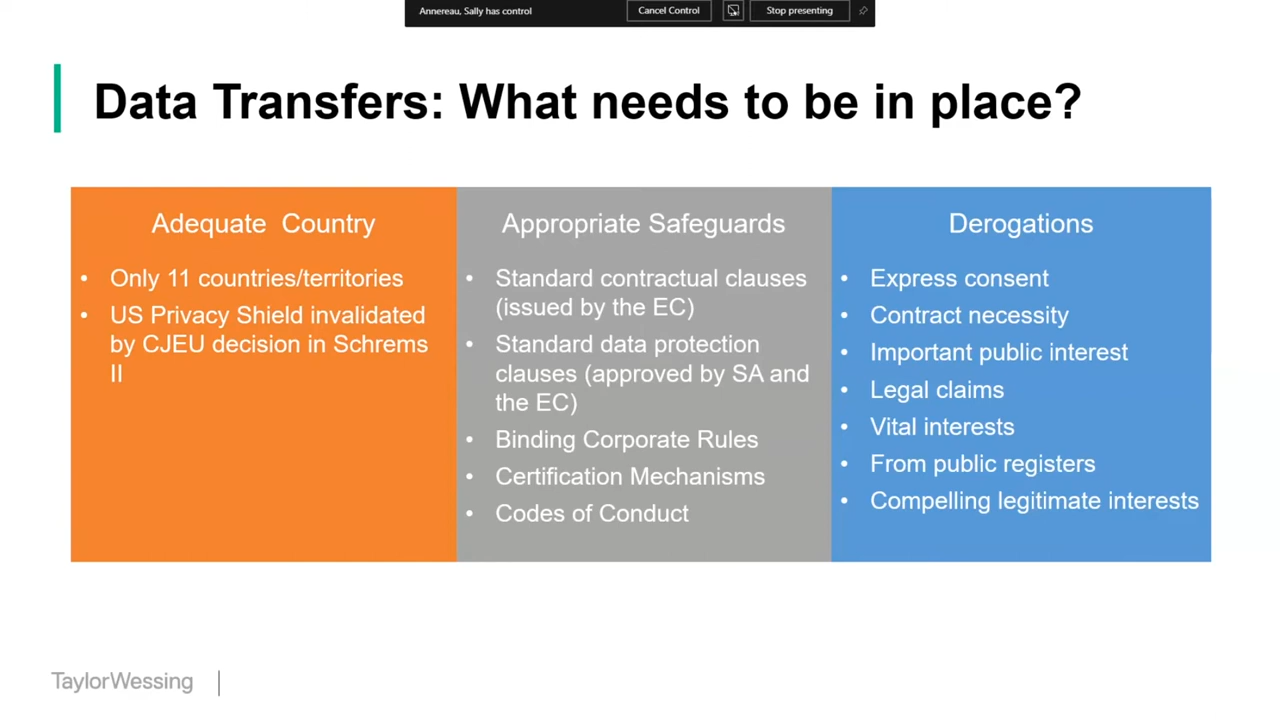 Annereau, Sally has control
Cancel Control
Stop presenting
Data Transfers: What needs to be in place?
Adequate Country
• Only 11 countries/territories
• US Privacy Shield invalidated
by CJEU decision in Schrems
II
Appropriate Safeguards
• Standard contractual clauses
(issued by the EC)
• Standard data protection
clauses (approved by SA and
the EC)
• Binding Corporate Rules
• Certification Mechanisms
• Codes of Conduct
Derogations
• Express consent
• Contract necessity
• Important public interest
• Legal claims
• Vital interests
• From public registers
• Compelling legitimate interests
TaylorWessing